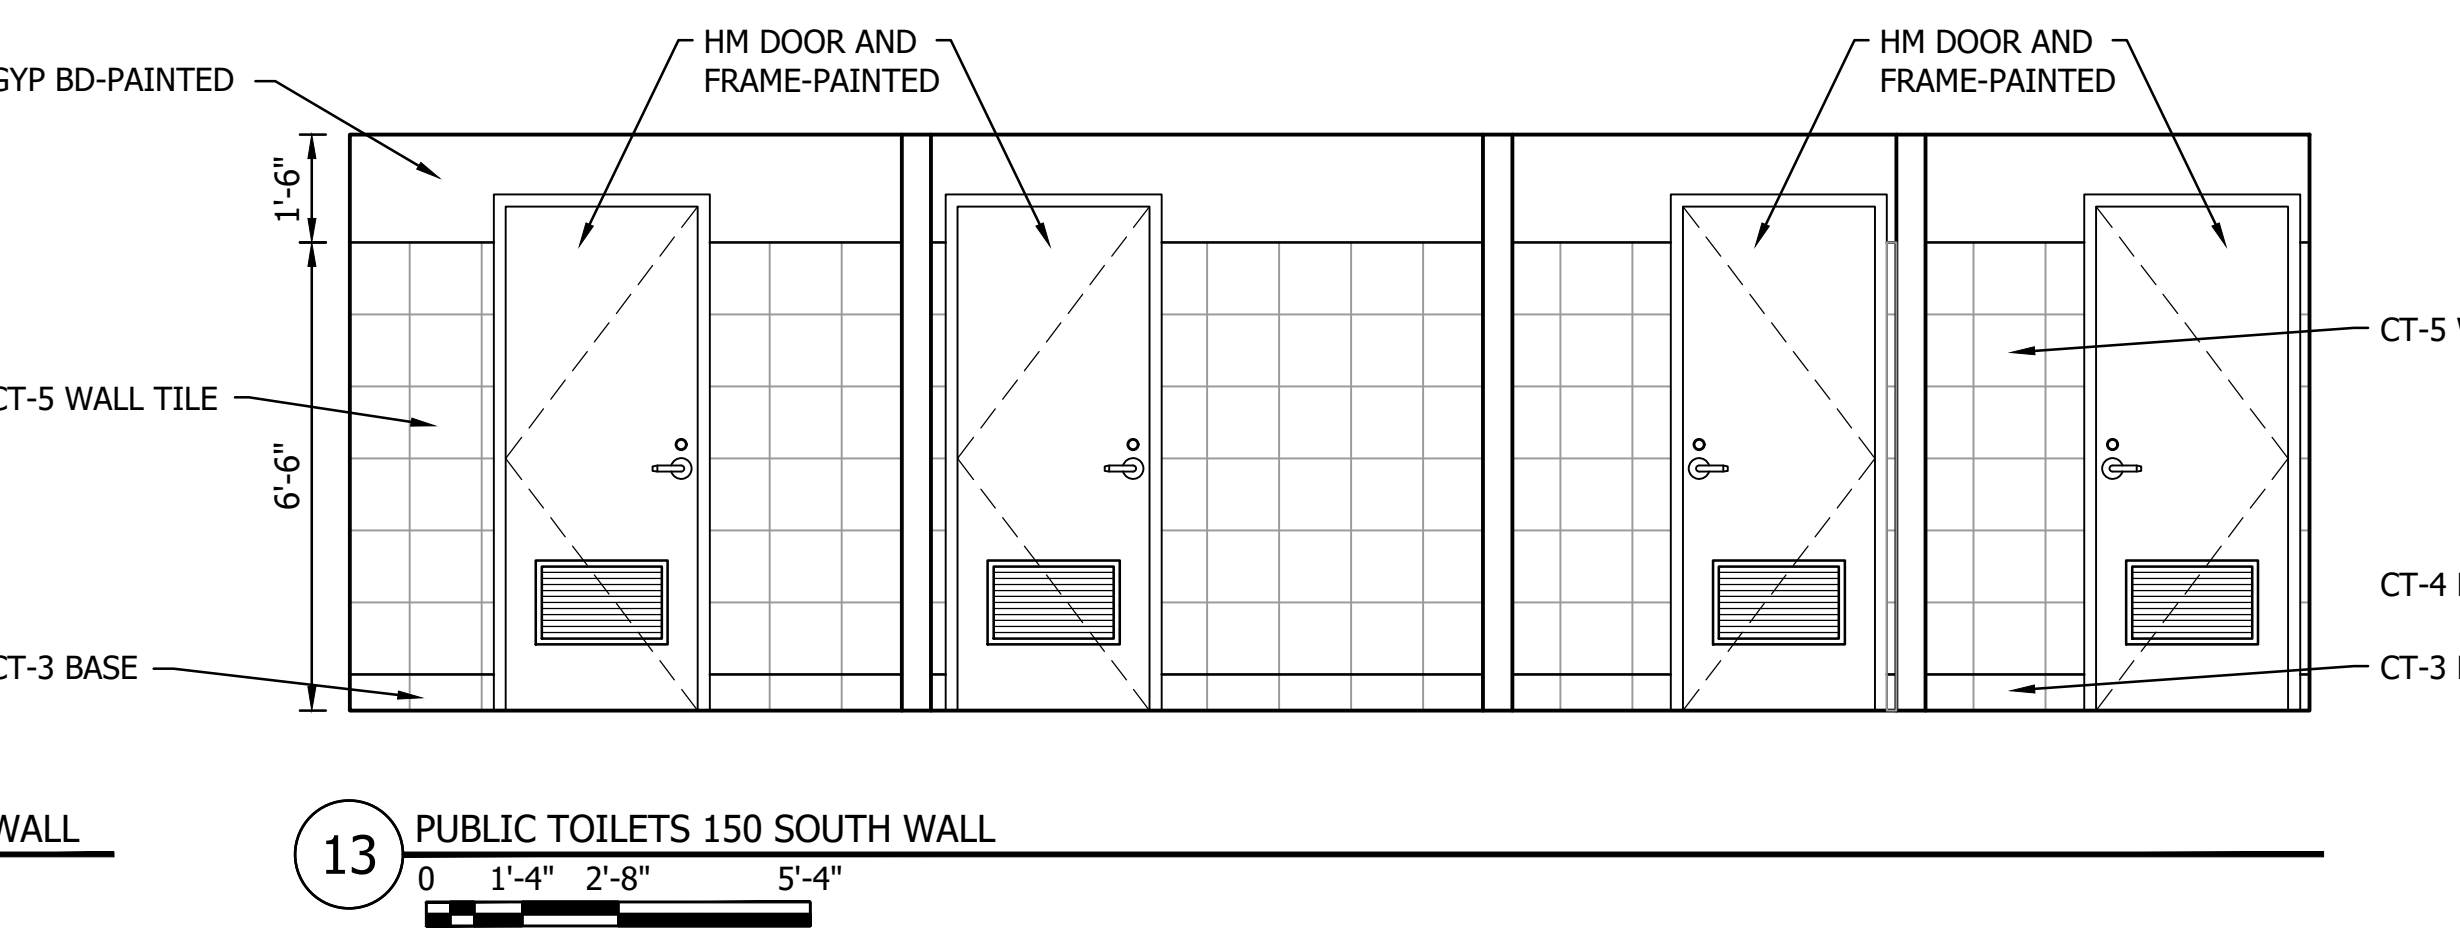 HM DOOR AND
FRAME-PAINTED
HM DOOR AND
FRAME-PAINTED
GYP BD-PAINTED
1'-6"
CT-5 WALL TILE
6'-6"
CT-3 BASE
CT-5
CT-4
CT-3
WALL
13
PUBLIC TOILETS 150 SOUTH WALL
0 1'-4" 2'-8" 5'-4"